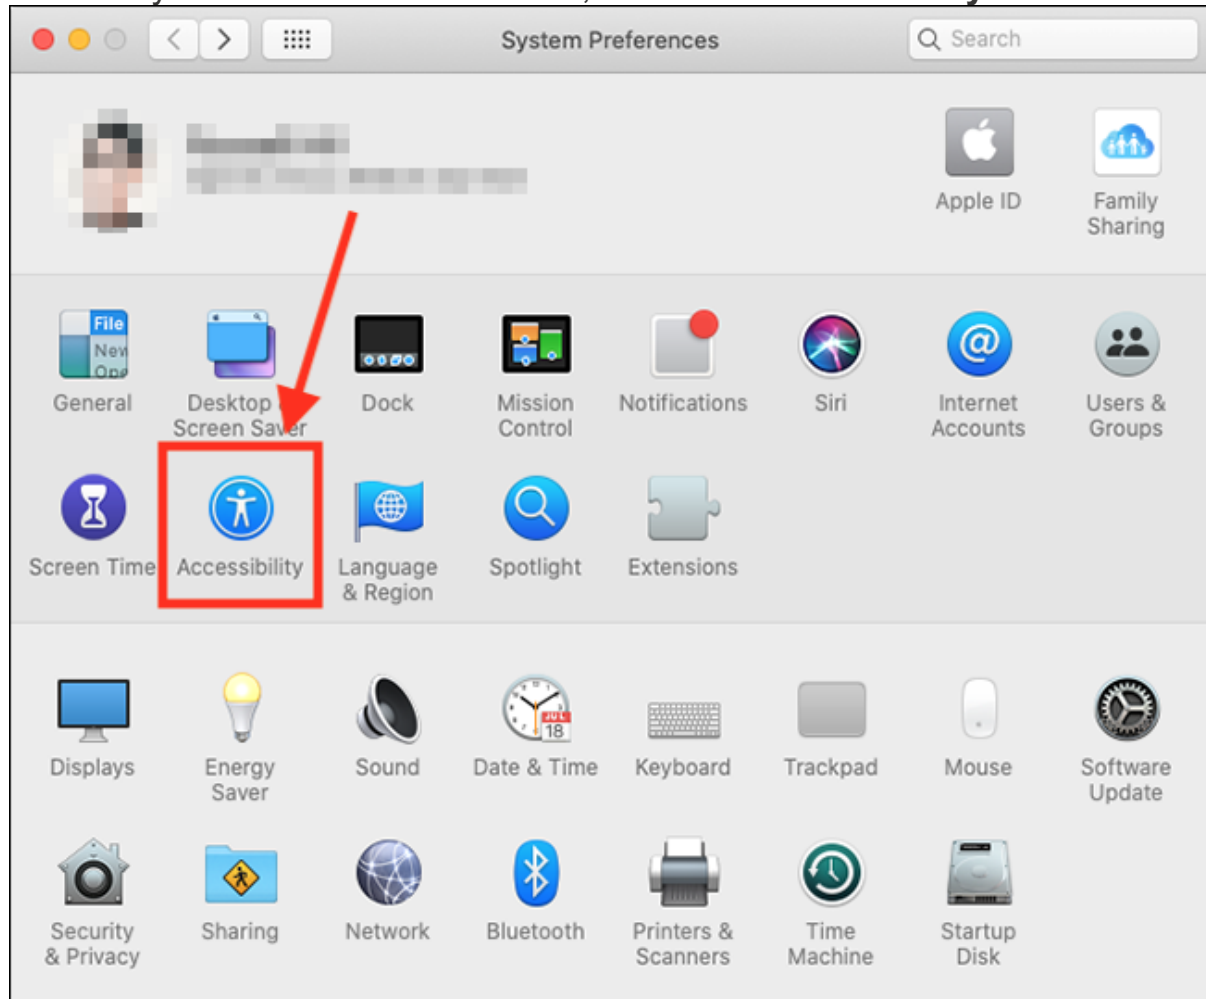 System Preferences
Search
Apple ID
Family
Sharing
File
New
Ope
General
Desktop &
Screen Saver
Dock
Mission
Control
Notifications
Siri
Internet
Accounts
Users &
Groups
Screen Time
Accessibility
Language
& Region
Spotlight
Extensions
Displays
Energy
Saver
Sound
JUL
18
Date & Time
Keyboard
Trackpad
Mouse
Software
Update
Security
& Privacy
Sharing
Network
Bluetooth
Printers &
Scanners
Time
Machine
Startup
Disk